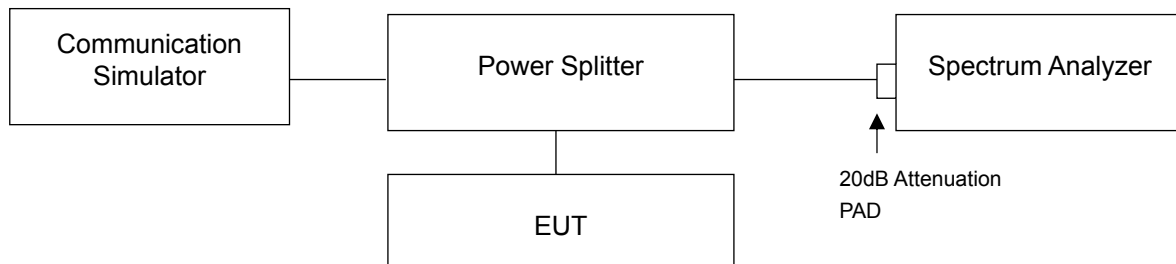 Communication
Simulator
Power Splitter
Spectrum Analyzer
20dB Attenuation
PAD
EUT